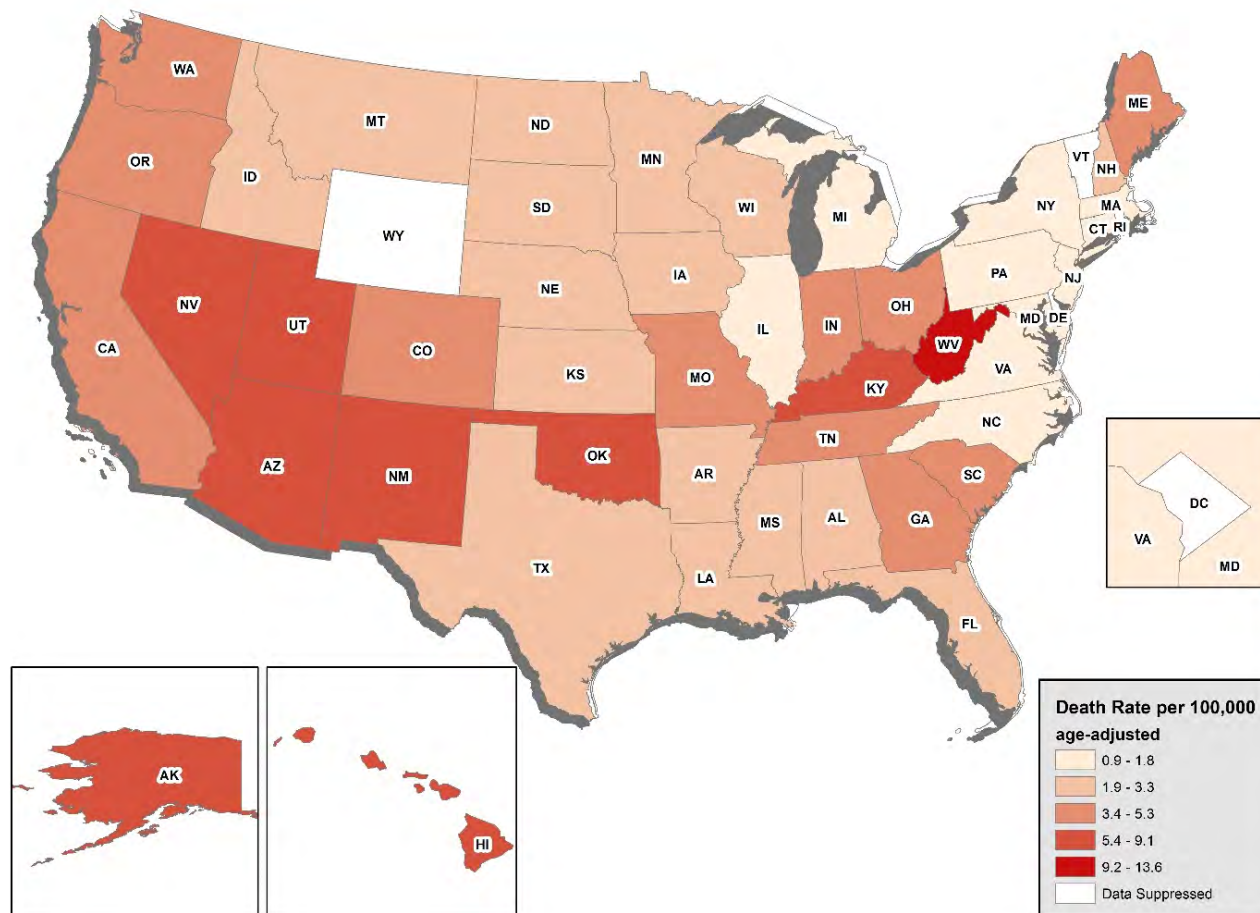 WA
ME
MT
ND
VT
OR
MN
NH
ID
SD
WI
NY
MA
MI
WY
CT RI
IA
PA
NE
NJ
NV
OH
MD DE
UT
IL
IN
CA
CO
WV
KS
MO
VA
KY
NC
TN
OK
AZ
NM
AR
SC
DC
MS
AL
GA
VA
TX
LA
MD
FL
AK
HI
Death Rate per 100,000
age-adjusted
0.9 - 1.8
1.9 - 3.3
3.4 - 5.3
5.4 - 9.1
9.2 - 13.6
Data Suppressed